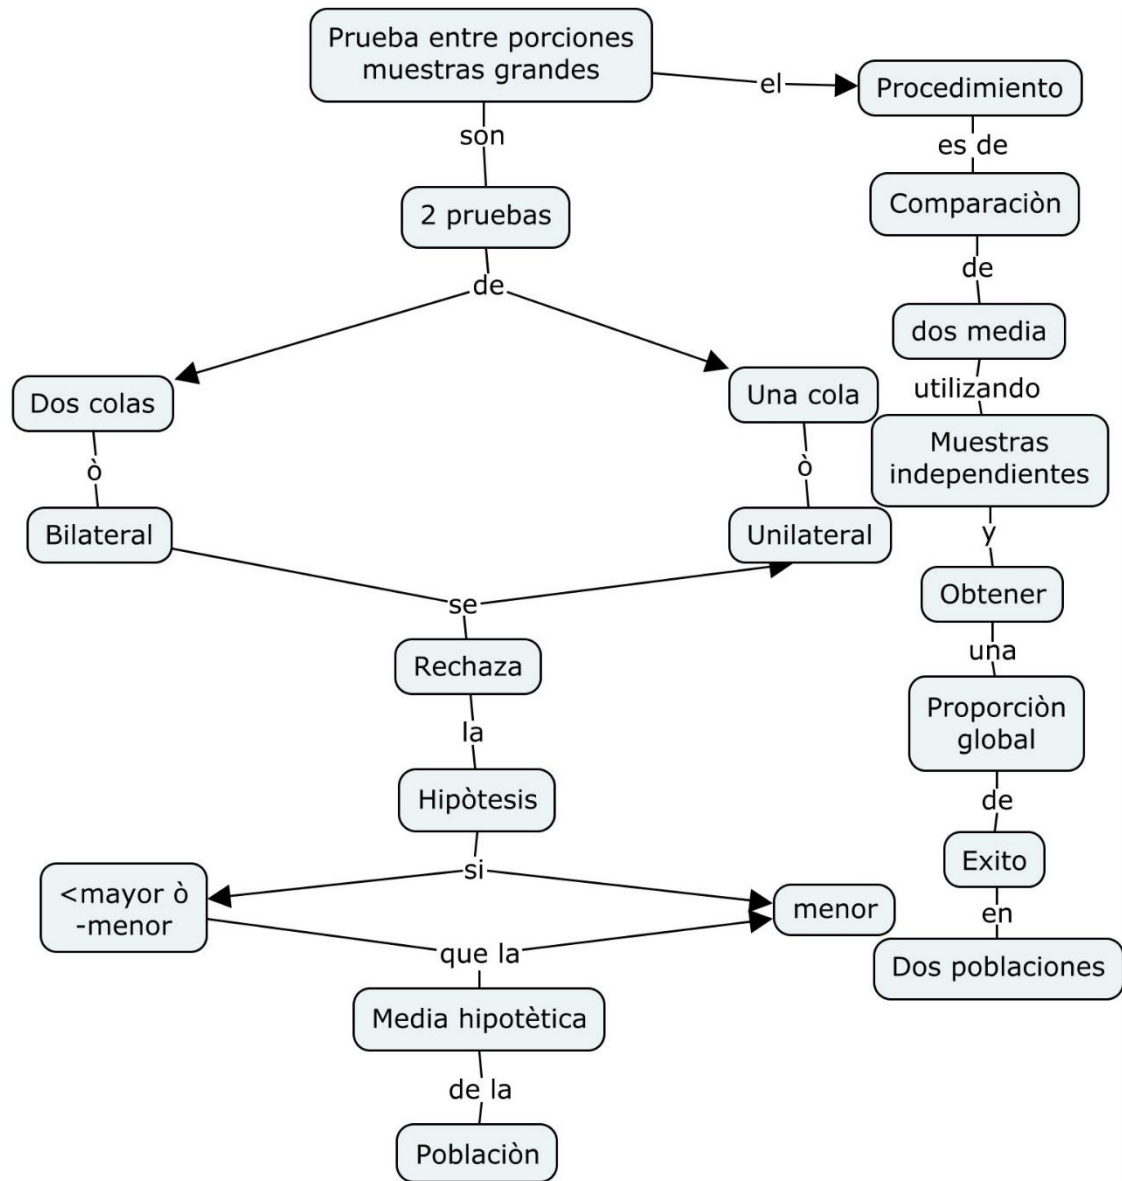 Prueba entre porciones
muestras grandes
el
Procedimiento
son
es de
2 pruebas
Comparaciòn
de
de
dos media
Dos colas
Una cola
utilizando
ò
ò
Muestras
independientes
Bilateral
Unilateral
y
se
Obtener
Rechaza
una
la
Proporciòn
global
Hipòtesis
de
si
Exito
<mayor ò
-menor
menor
en
que la
Dos poblaciones
Media hipotètica
de la
Poblaciòn